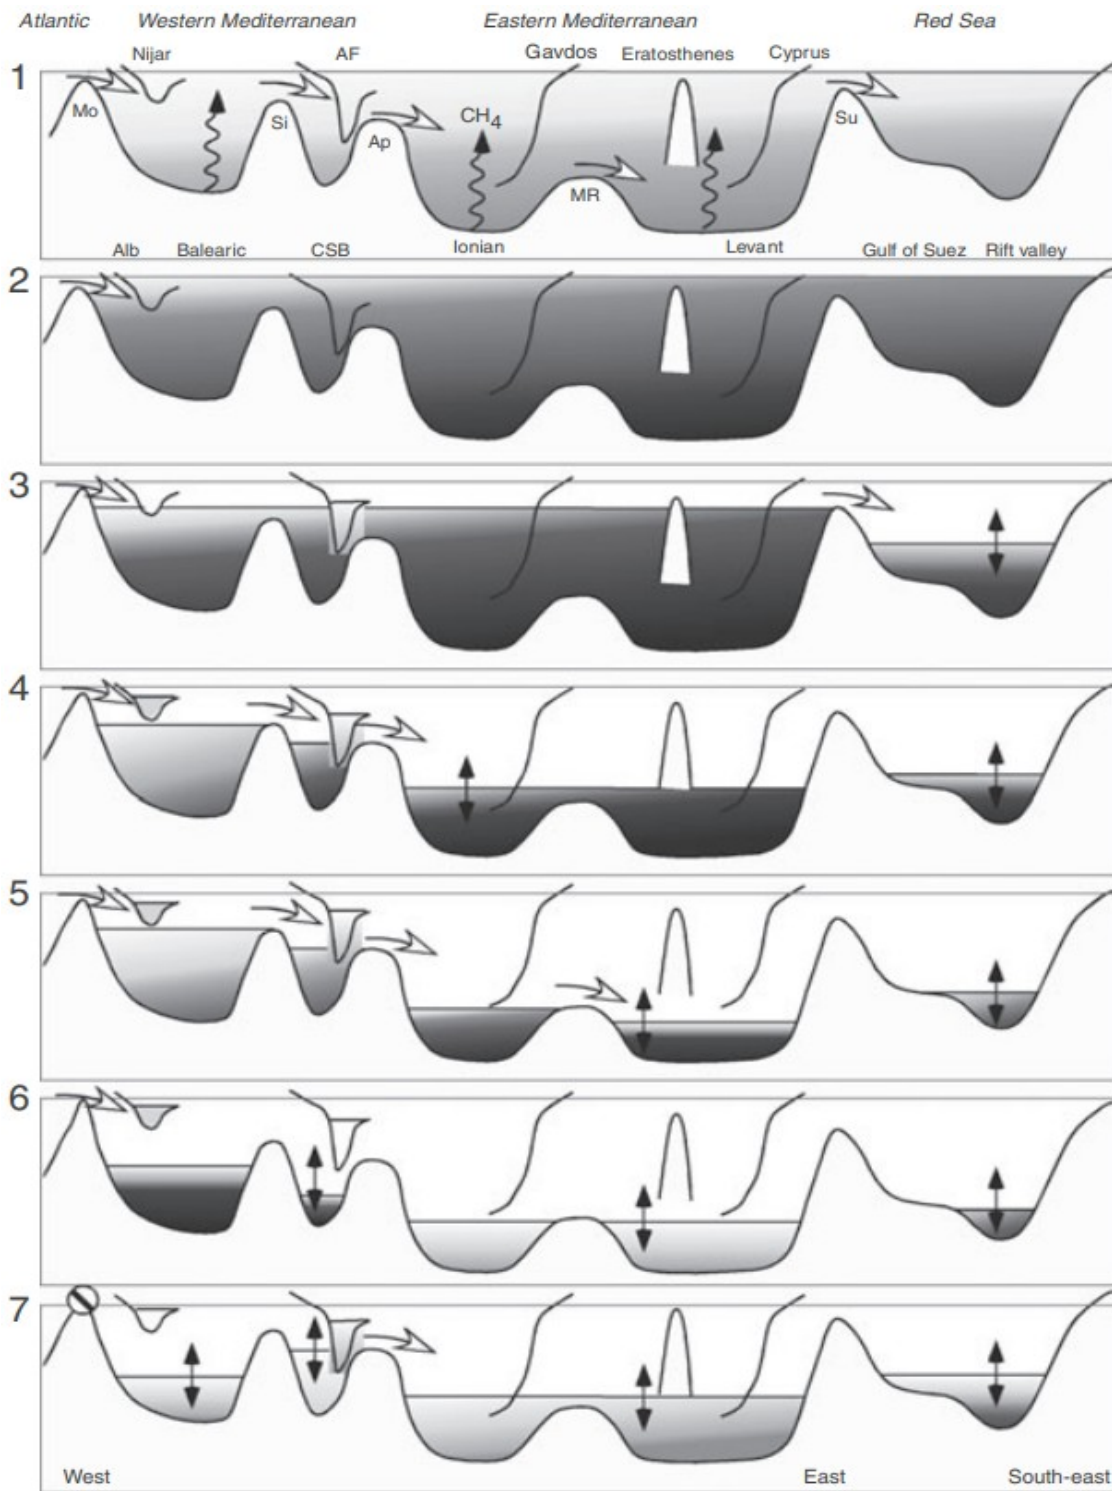 Atlantic Western Mediterranean Eastern Mediterranean Red Sea
Nijar AF Gavdos Eratosthenes Cyprus
1
Mo Si Ap CH4 MR Su
Alb Balearic CSB Ionian Levant Gulf of Suez Rift valley
2
3
4
5
6
7
West East South-east